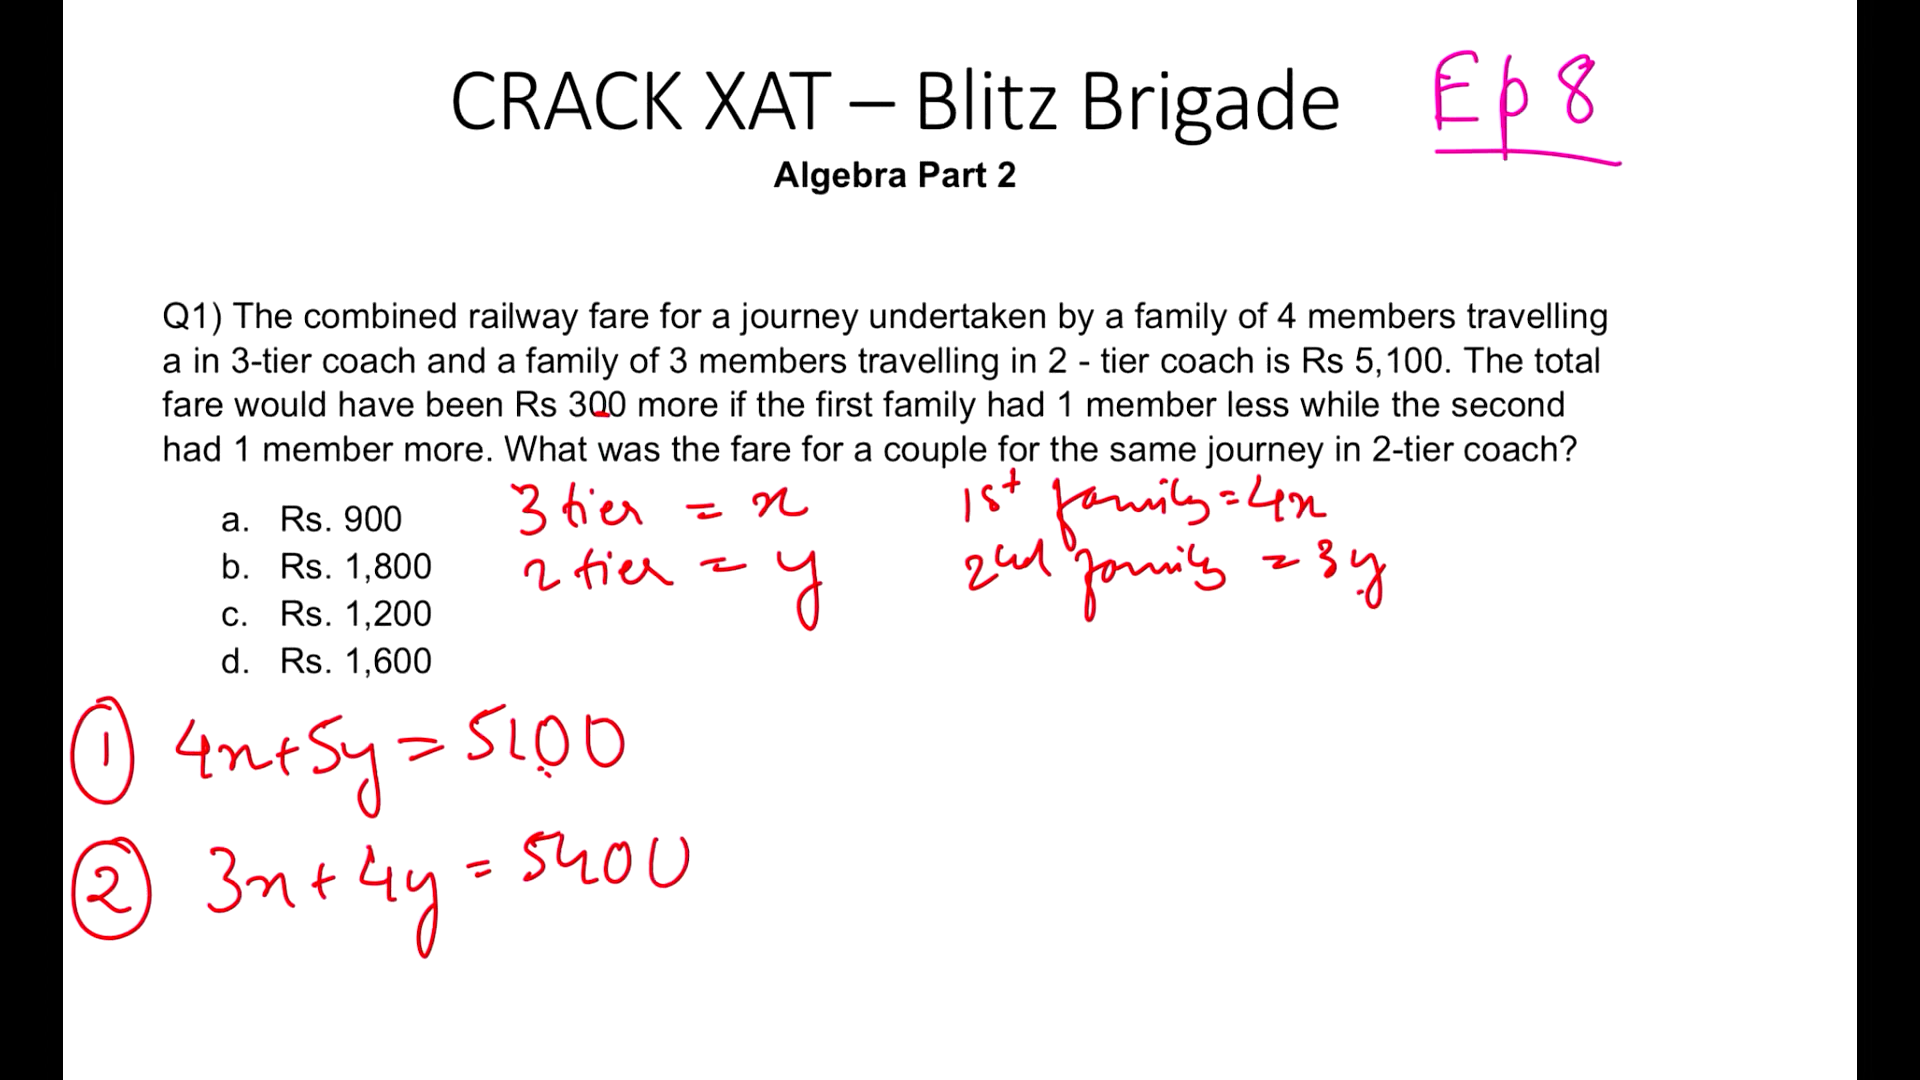 CRACK XAT – Blitz Brigade Ep 8
Algebra Part 2
Q1) The combined railway fare for a journey undertaken by a family of 4 members travelling
a in 3-tier coach and a family of 3 members travelling in 2 - tier coach is Rs 5,100. The total
fare would have been Rs 300 more if the first family had 1 member less while the second
had 1 member more. What was the fare for a couple for the same journey in 2-tier coach?
a. Rs. 900
b. Rs. 1,800
c. Rs. 1,200
d. Rs. 1,600
3 tier = x
2 tier = y
1st family = 4x
2nd family = 3y
① 4x+5y = 5100
② 3x+4y = 5400